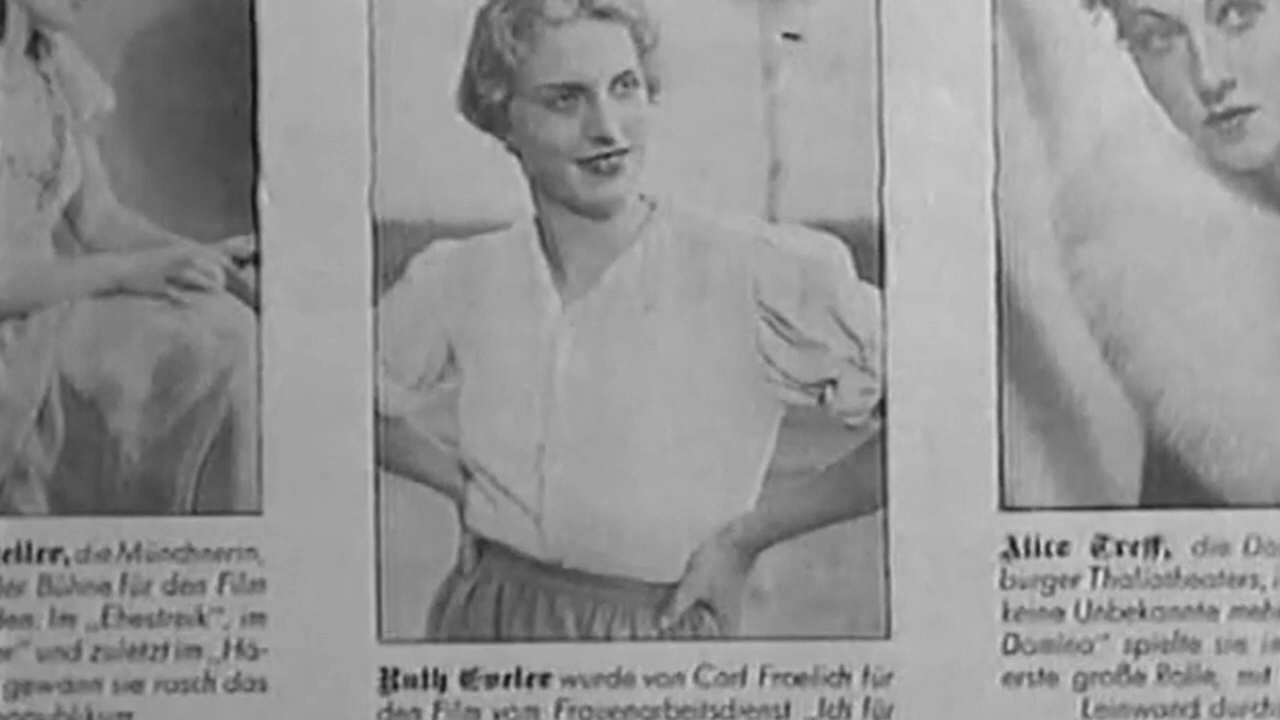 eller, die Münchnerin,
der Bühne für den Film
den. Im „Ehestreik", im
er" und zuletzt im „Hä-
gewann sie rasch das
Ruth Eweler wurde von Carl Froelich für
den Film vom Frauenarbeitsdienst „Ich für
Alice Treff, die Da
burger Thaliatheaters, i
keine Unbekannte mehr
Domino" spielte sie i
erste große Rolle, mit
Leinwand durch